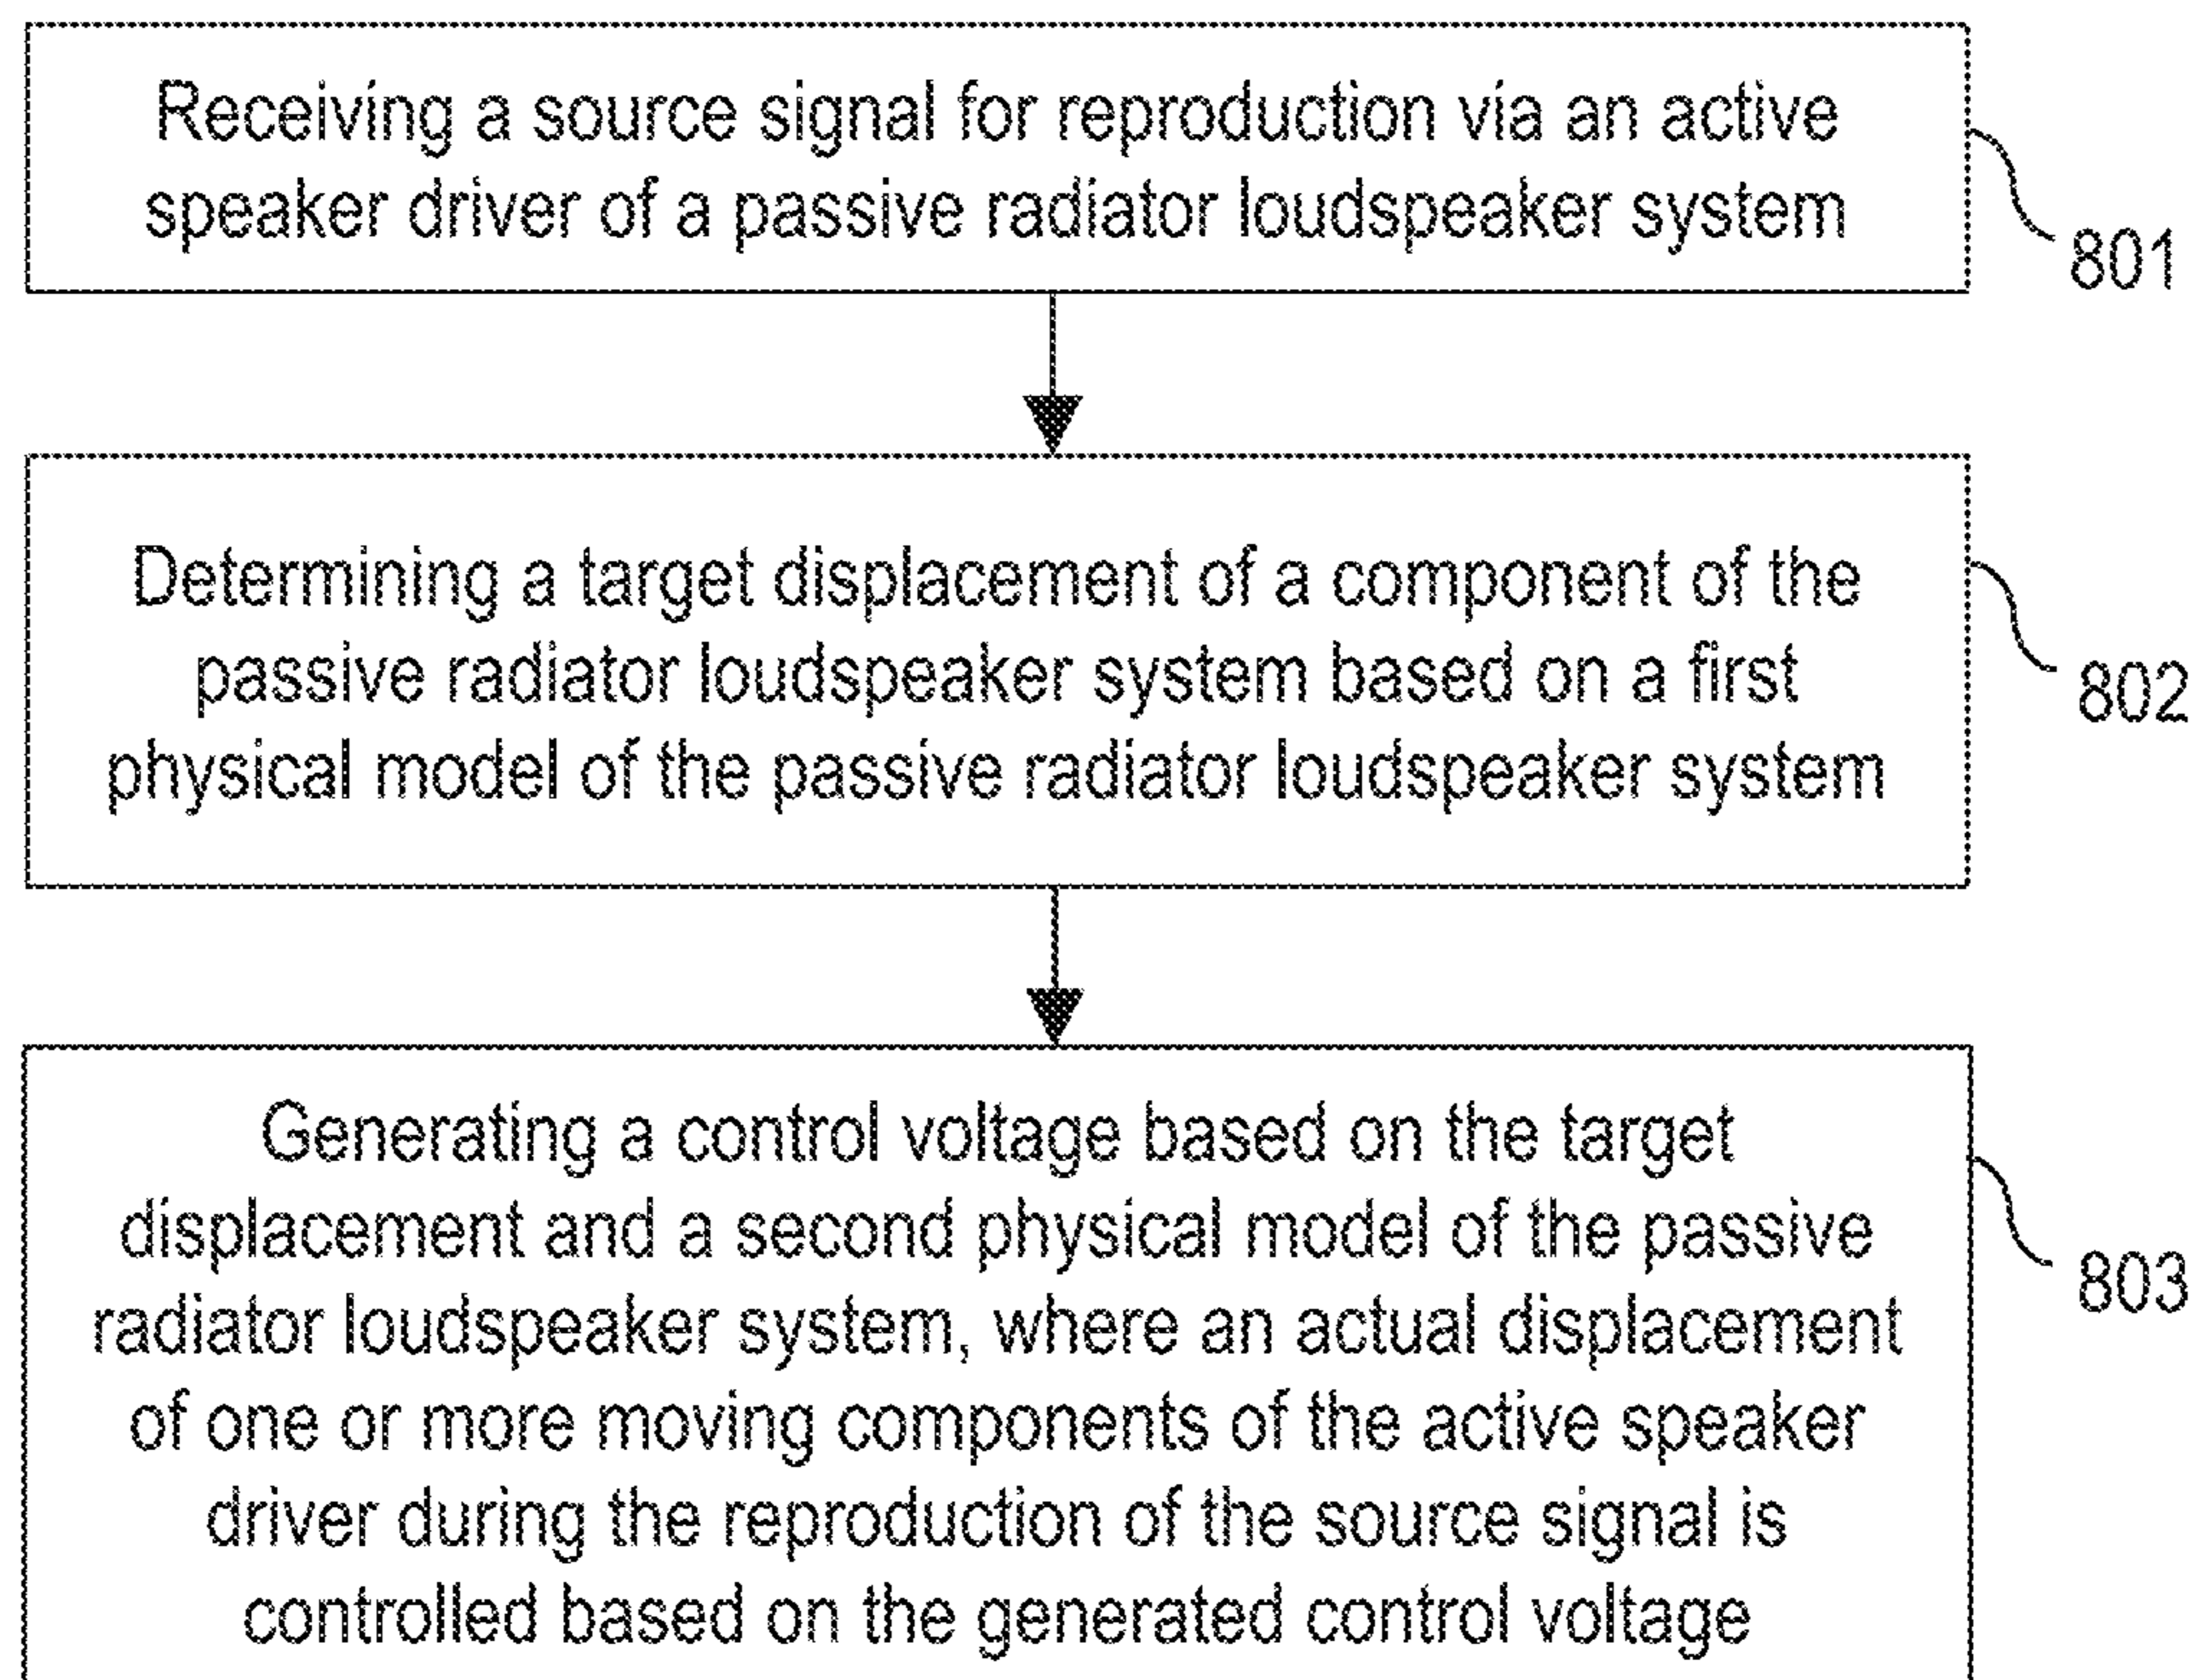 Receiving a source signal for reproduction via an active
speaker driver of a passive radiator loudspeaker system
801
Determining a target displacement of a component of the
passive radiator loudspeaker system based on a first
physical model of the passive radiator loudspeaker system
802
Generating a control voltage based on the target
displacement and a second physical model of the passive
radiator loudspeaker system, where an actual displacement
of one or more moving components of the active speaker
driver during the reproduction of the source signal is
controlled based on the generated control voltage
803